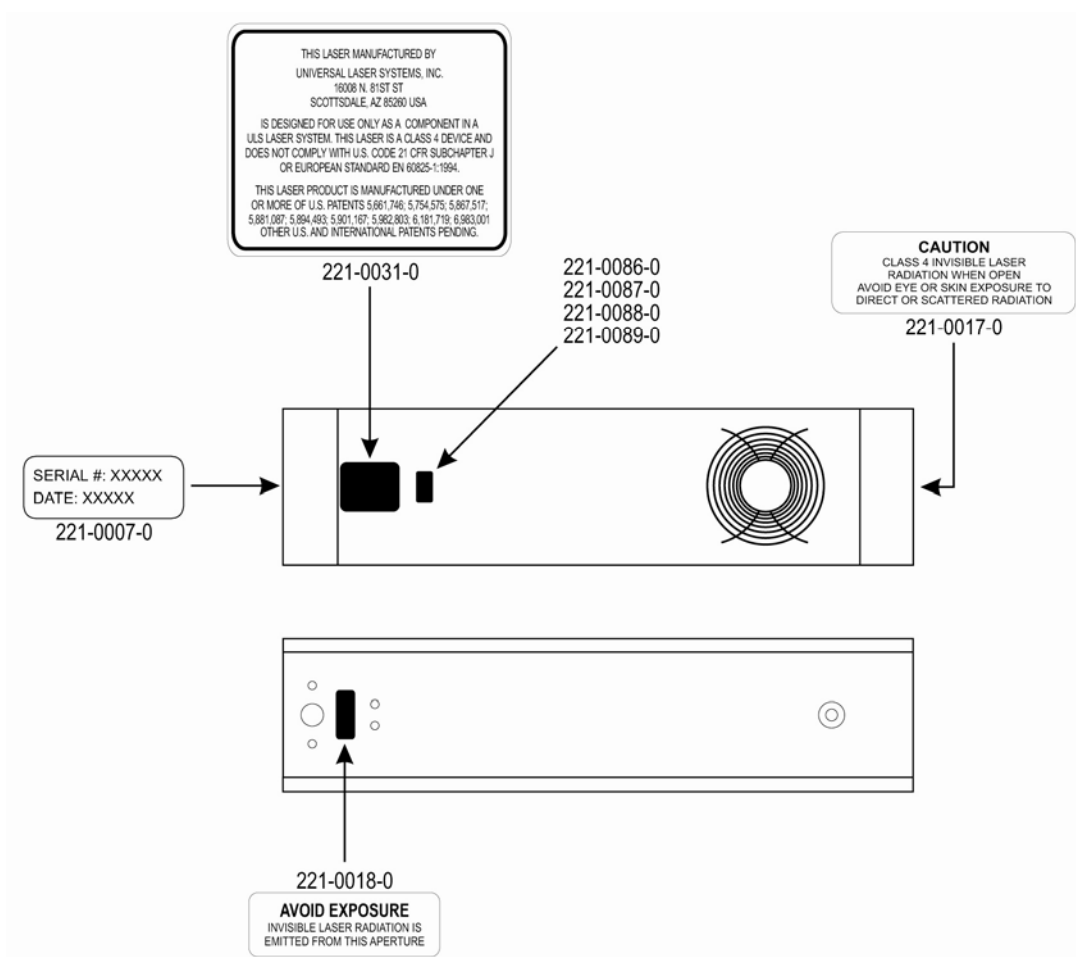 THIS LASER MANUFACTURED BY
UNIVERSAL LASER SYSTEMS, INC.
16008 N. 81ST ST
SCOTTSDALE, AZ 85260 USA
IS DESIGNED FOR USE ONLY AS A COMPONENT IN A
ULS LASER SYSTEM. THIS LASER IS A CLASS 4 DEVICE AND
DOES NOT COMPLY WITH U.S. CODE 21 CFR SUBCHAPTER J
OR EUROPEAN STANDARD EN 60825-1:1994.
THIS LASER PRODUCT IS MANUFACTURED UNDER ONE
OR MORE OF U.S. PATENTS 5,661,746; 5,754,575; 5,867,517;
5,881,087; 5,894,493; 5,901,167; 5,982,803; 6,181,719; 6,983,001
OTHER U.S. AND INTERNATIONAL PATENTS PENDING.
221-0031-0
221-0086-0
221-0087-0
221-0088-0
221-0089-0
CAUTION
CLASS 4 INVISIBLE LASER
RADIATION WHEN OPEN
AVOID EYE OR SKIN EXPOSURE TO
DIRECT OR SCATTERED RADIATION
221-0017-0
SERIAL #: XXXXX
DATE: XXXXX
221-0007-0
221-0018-0
AVOID EXPOSURE
INVISIBLE LASER RADIATION IS
EMITTED FROM THIS APERTURE